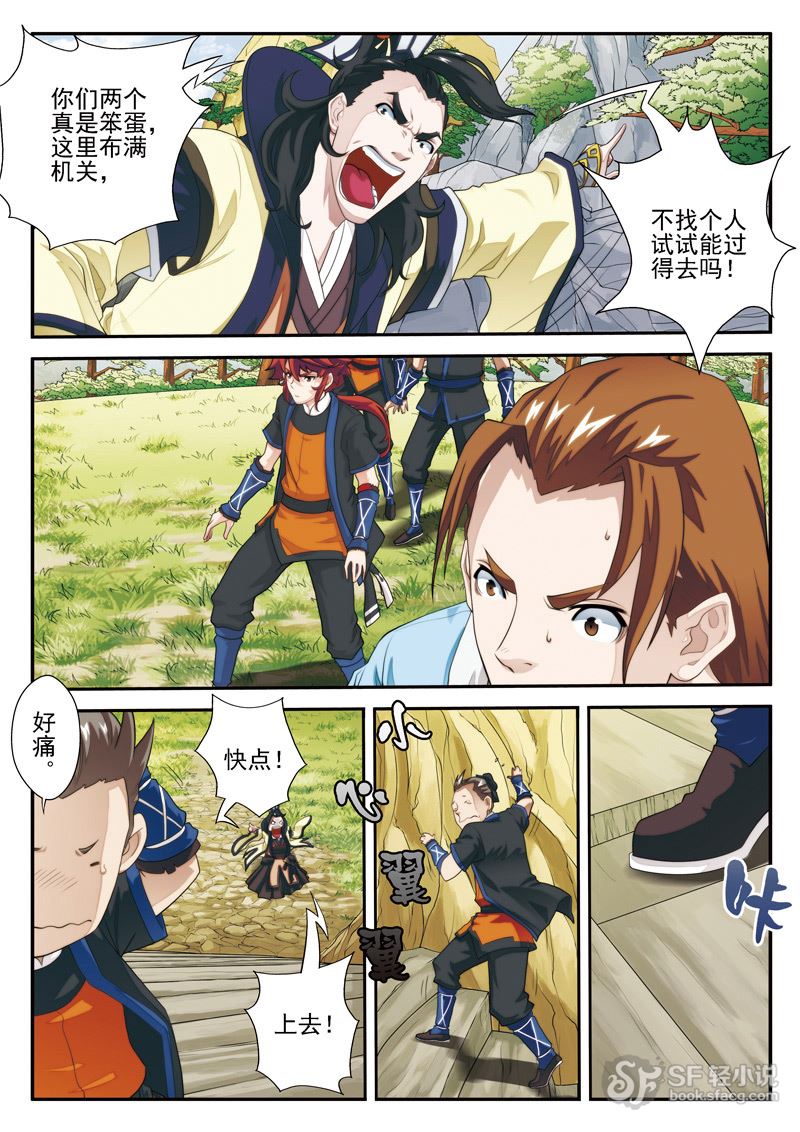 你们两个
真是笨蛋，
这里布满
机关，
不找个人
试试能过
得去吗！
好痛。
快点！
上去！
小心翼翼
咔
SF轻小说
book.sfacg.com